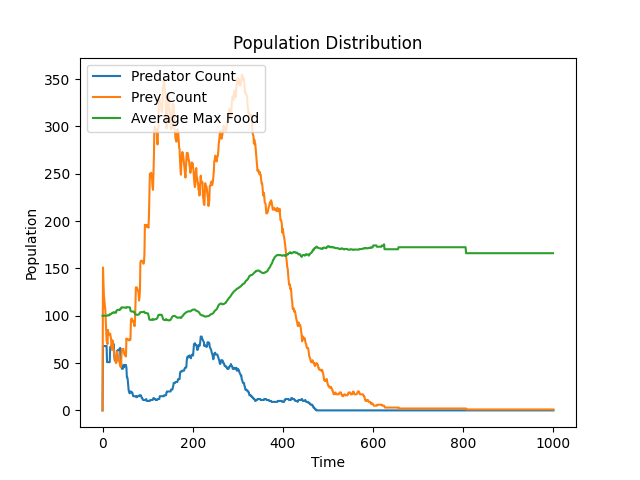 Population Distribution
Predator Count
Prey Count
Average Max Food
Population
350
300
250
200
150
100
50
0
0 200 400 600 800 1000
Time